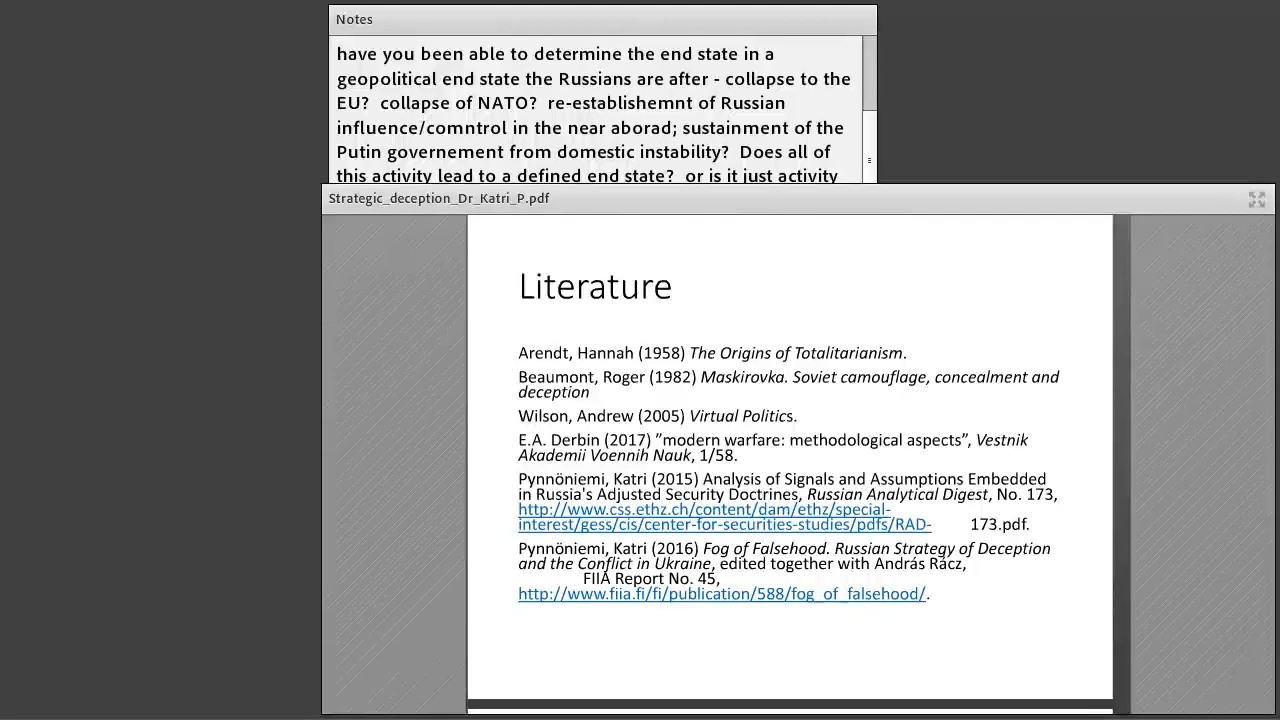 Notes
have you been able to determine the end state in a
geopolitical end state the Russians are after - collapse to the
EU?  collapse of NATO?  re-establishemnt of Russian
influence/comntrol in the near aborad; sustainment of the
Putin governement from domestic instability?  Does all of
this activity lead to a defined end state?  or is it just activity
Strategic_deception_Dr_Katri_P.pdf
Literature
Arendt, Hannah (1958) The Origins of Totalitarianism.
Beaumont, Roger (1982) Maskirovka. Soviet camouflage, concealment and
deception
Wilson, Andrew (2005) Virtual Politics.
E.A. Derbin (2017) ”modern warfare: methodological aspects”, Vestnik
Akademii Voennih Nauk, 1/58.
Pynnöniemi, Katri (2015) Analysis of Signals and Assumptions Embedded
in Russia's Adjusted Security Doctrines, Russian Analytical Digest, No. 173,
http://www.css.ethz.ch/content/dam/ethz/special-
interest/gess/cis/center-for-securities-studies/pdfs/RAD- 173.pdf.
Pynnöniemi, Katri (2016) Fog of Falsehood. Russian Strategy of Deception
and the Conflict in Ukraine, edited together with András Rácz,
FIIA Report No. 45,
http://www.fiia.fi/fi/publication/588/fog_of_falsehood/.